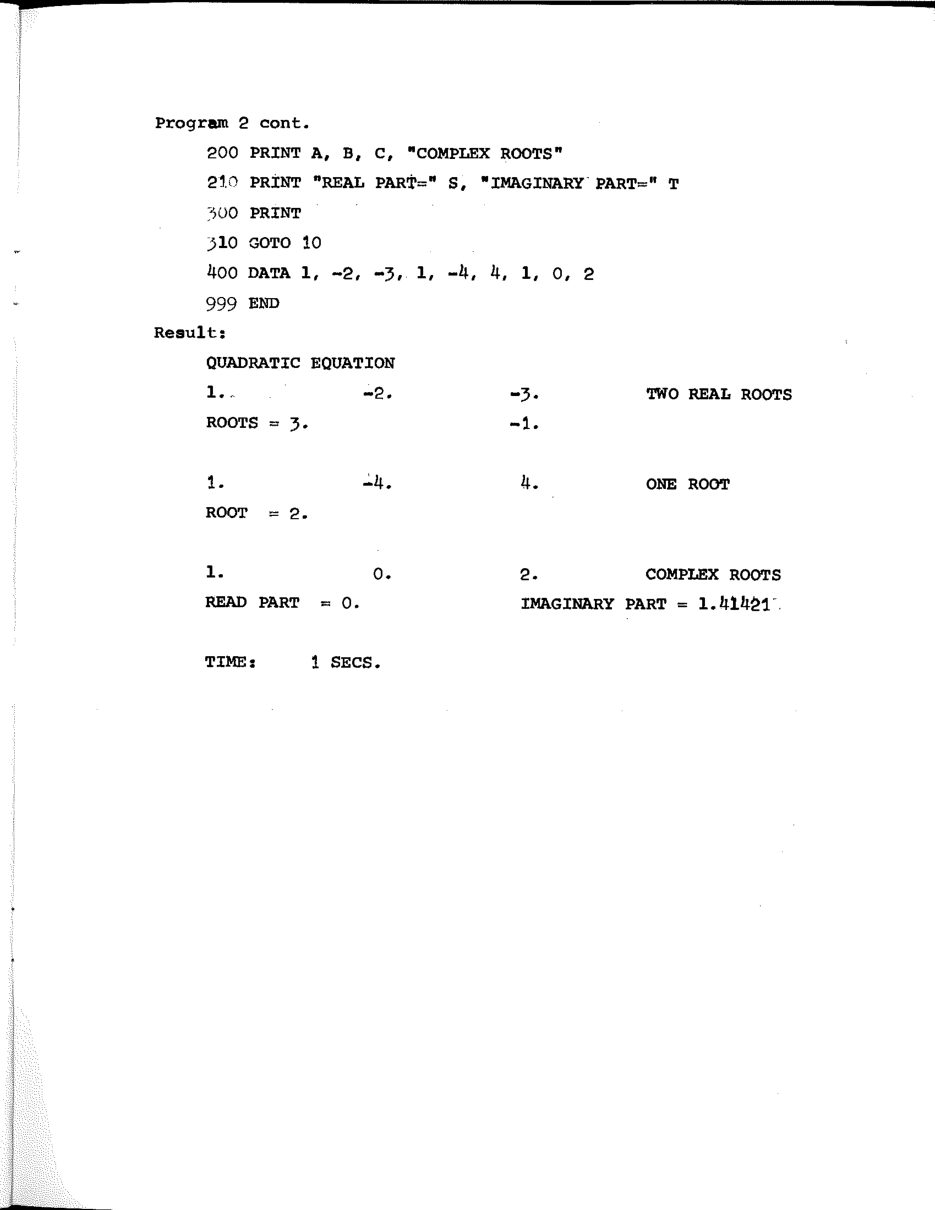 Program 2 cont.
200 PRINT A, B, C, "COMPLEX ROOTS"
210 PRINT "REAL PART=" S, "IMAGINARY PART=" T
300 PRINT
310 GOTO 10
400 DATA 1, -2, -3, 1, -4, 4, 1, 0, 2
999 END
Result:
QUADRATIC EQUATION
1. -2. -3. TWO REAL ROOTS
ROOTS = 3. -1.
1. -4. 4. ONE ROOT
ROOT = 2.
1. 0. 2. COMPLEX ROOTS
READ PART = 0. IMAGINARY PART = 1.41421
TIME: 1 SECS.